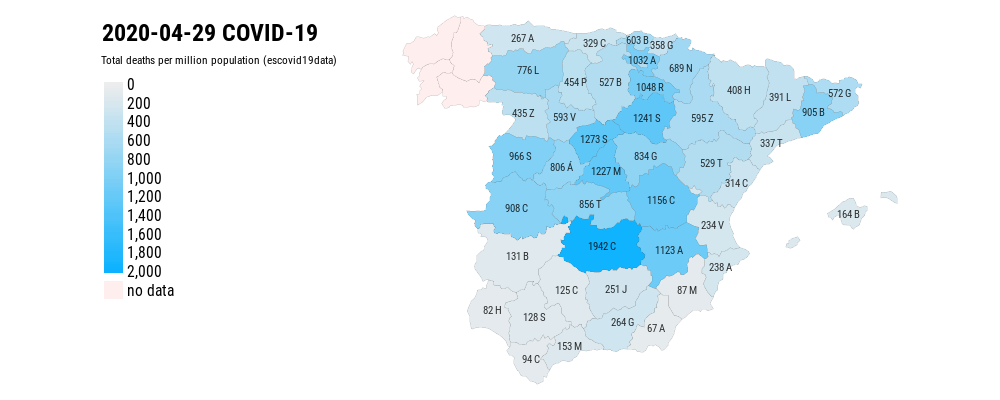 2020-04-29 COVID-19
Total deaths per million population (escovid19data)
0
200
400
600
800
1,000
1,200
1,400
1,600
1,800
2,000
no data
267 A
329 C
603 B
358 G
1032 A
776 L
454 P
527 B
689 N
1048 R
408 H
391 L
572 G
905 B
435 Z
593 V
1241 S
595 Z
1273 S
337 T
966 S
806 Á
1227 M
834 G
529 T
314 C
908 C
856 T
1156 C
164 B
234 V
131 B
1942 C
1123 A
238 A
125 C
251 J
87 M
82 H
128 S
264 G
67 A
153 M
94 C